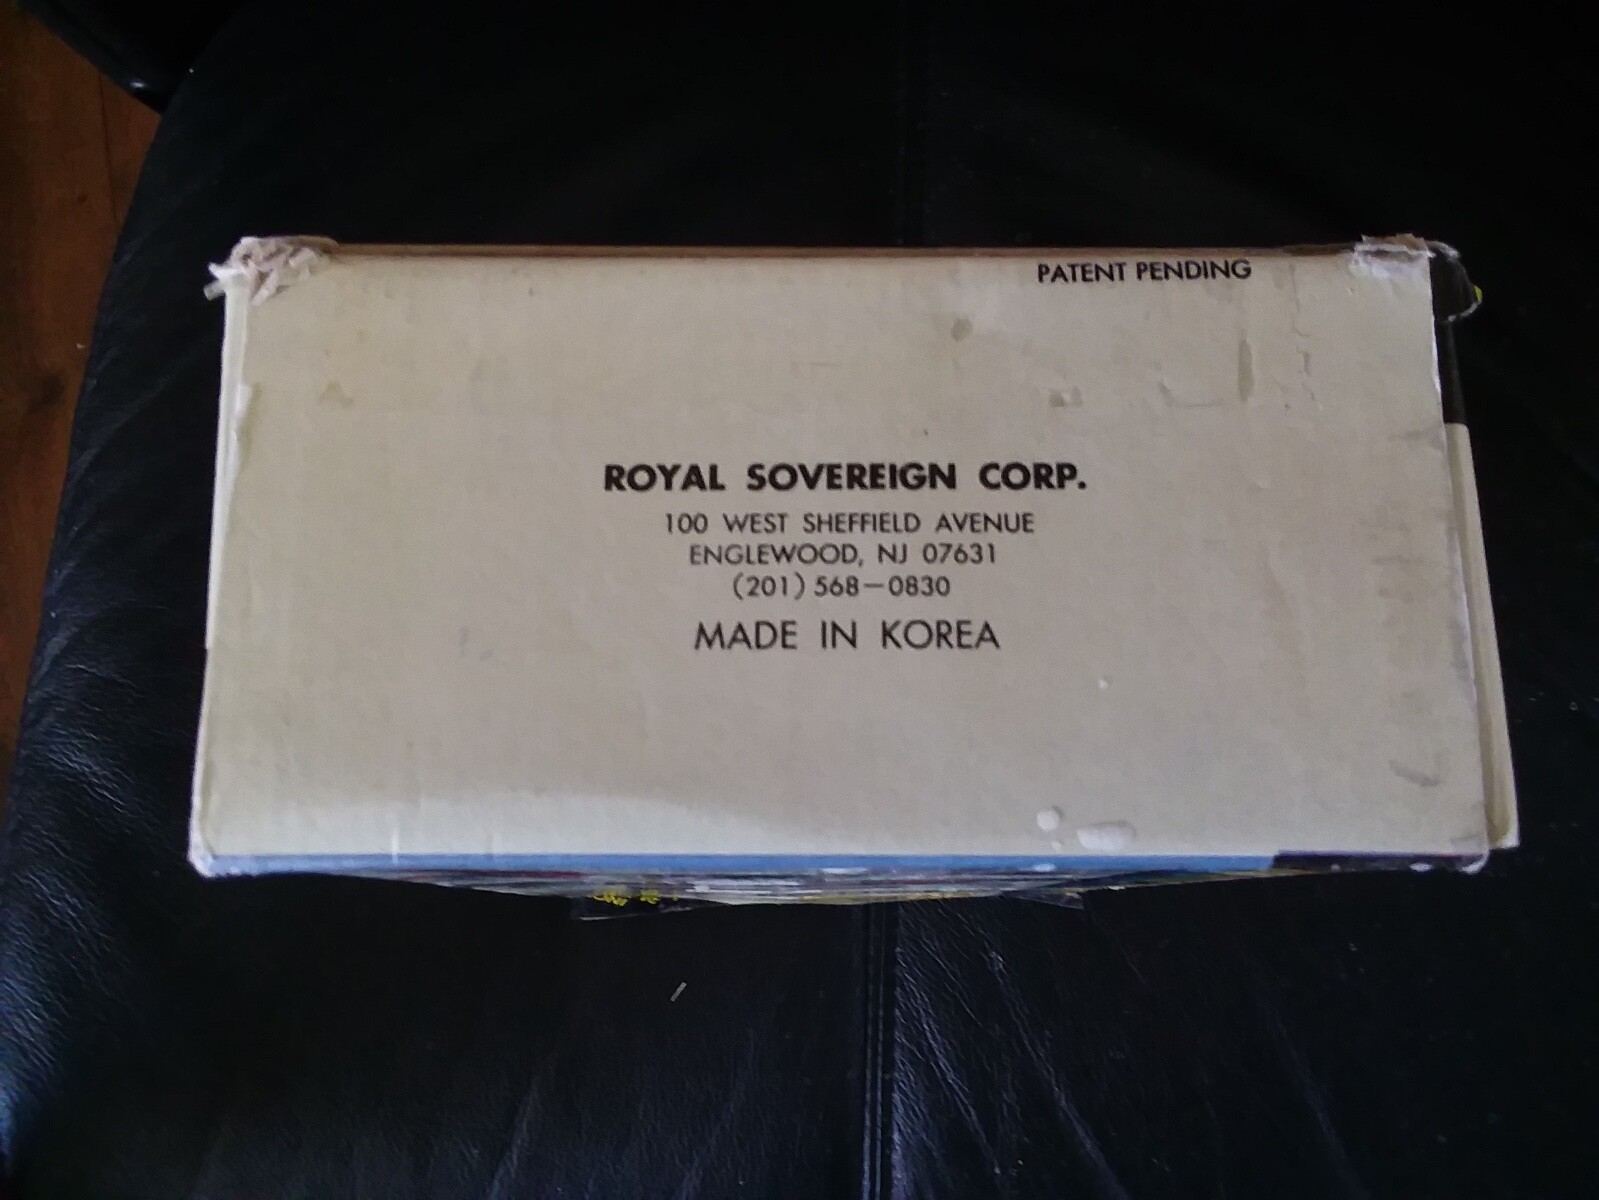 PATENT PENDING
ROYAL SOVEREIGN CORP.
100 WEST SHEFFIELD AVENUE
ENGLEWOOD, NJ 07631
(201) 568-0830
MADE IN KOREA